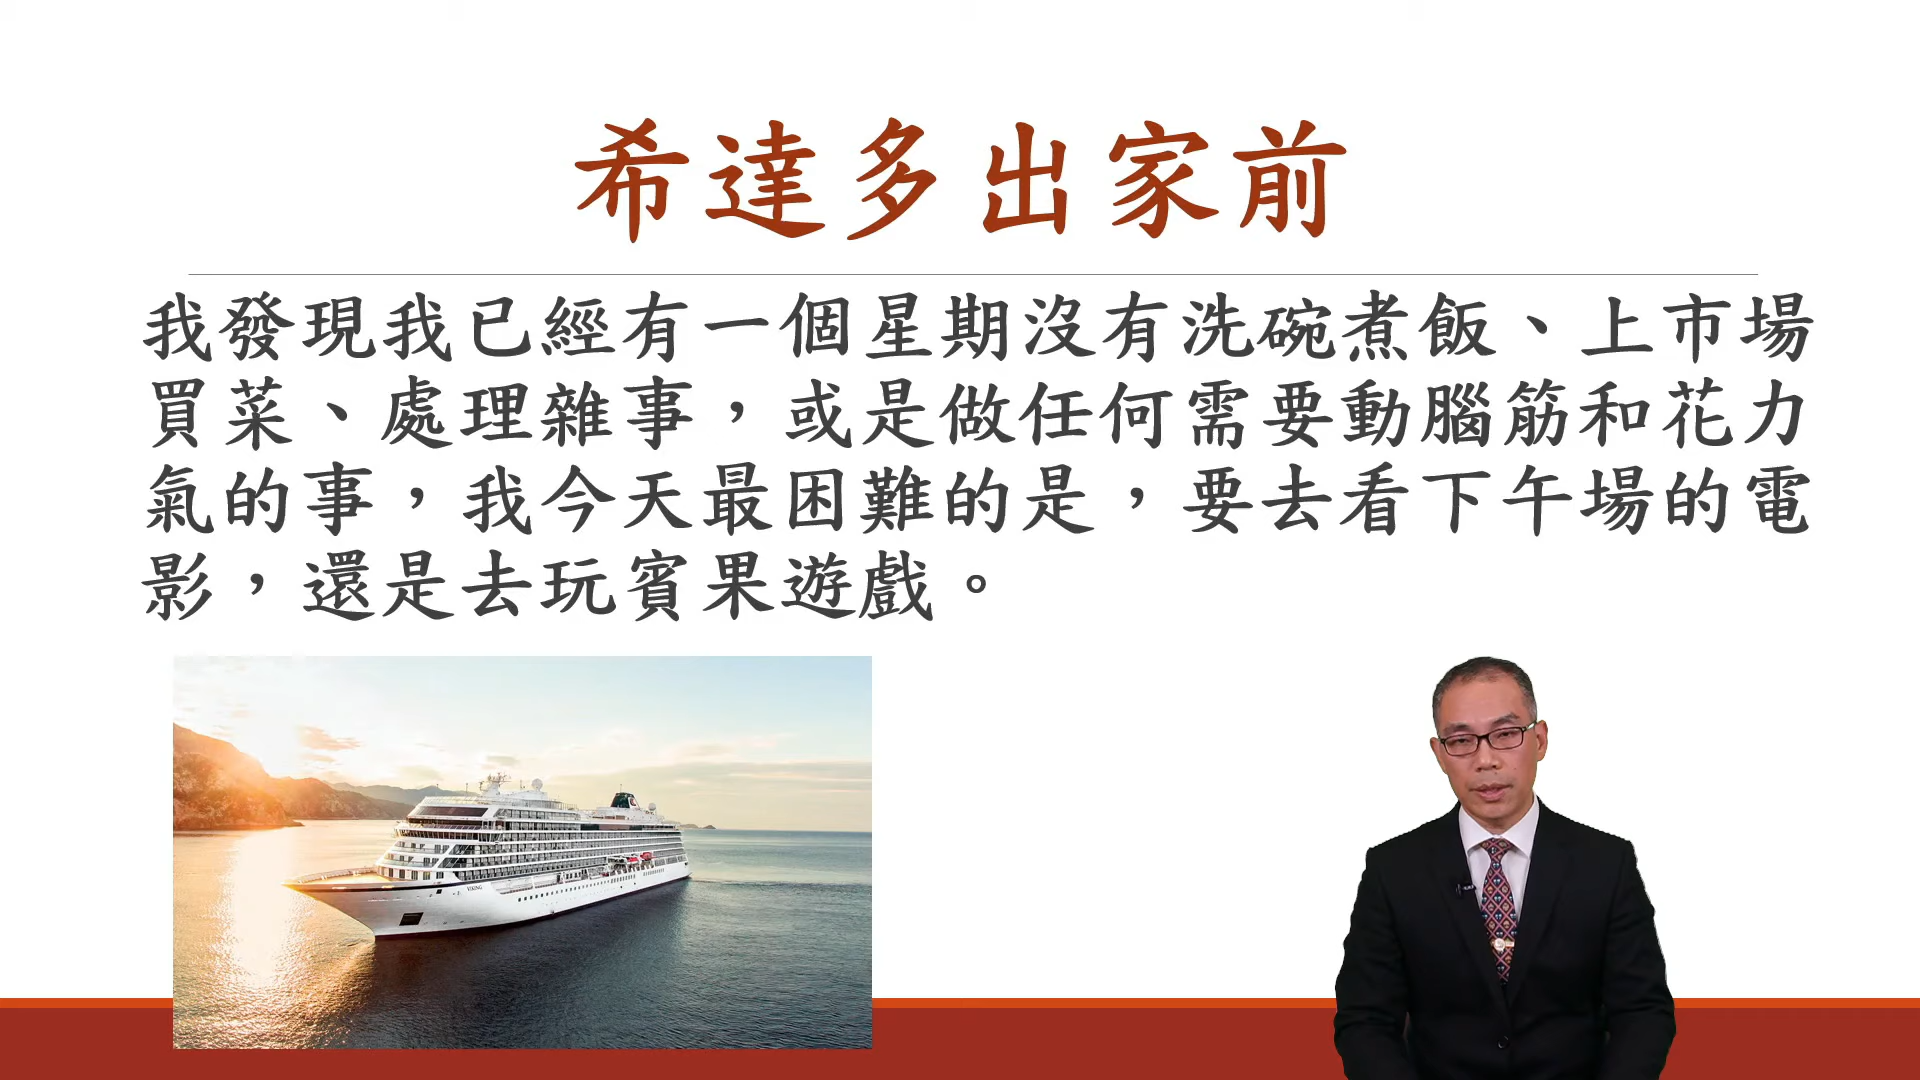 希達多出家前
我發現我已經有一個星期沒有洗碗煮飯、上市場
買菜、處理雜事，或是做任何需要動腦筋和花力
氣的事，我今天最困難的是，要去看下午場的電
影，還是去玩賓果遊戲。
VIKING